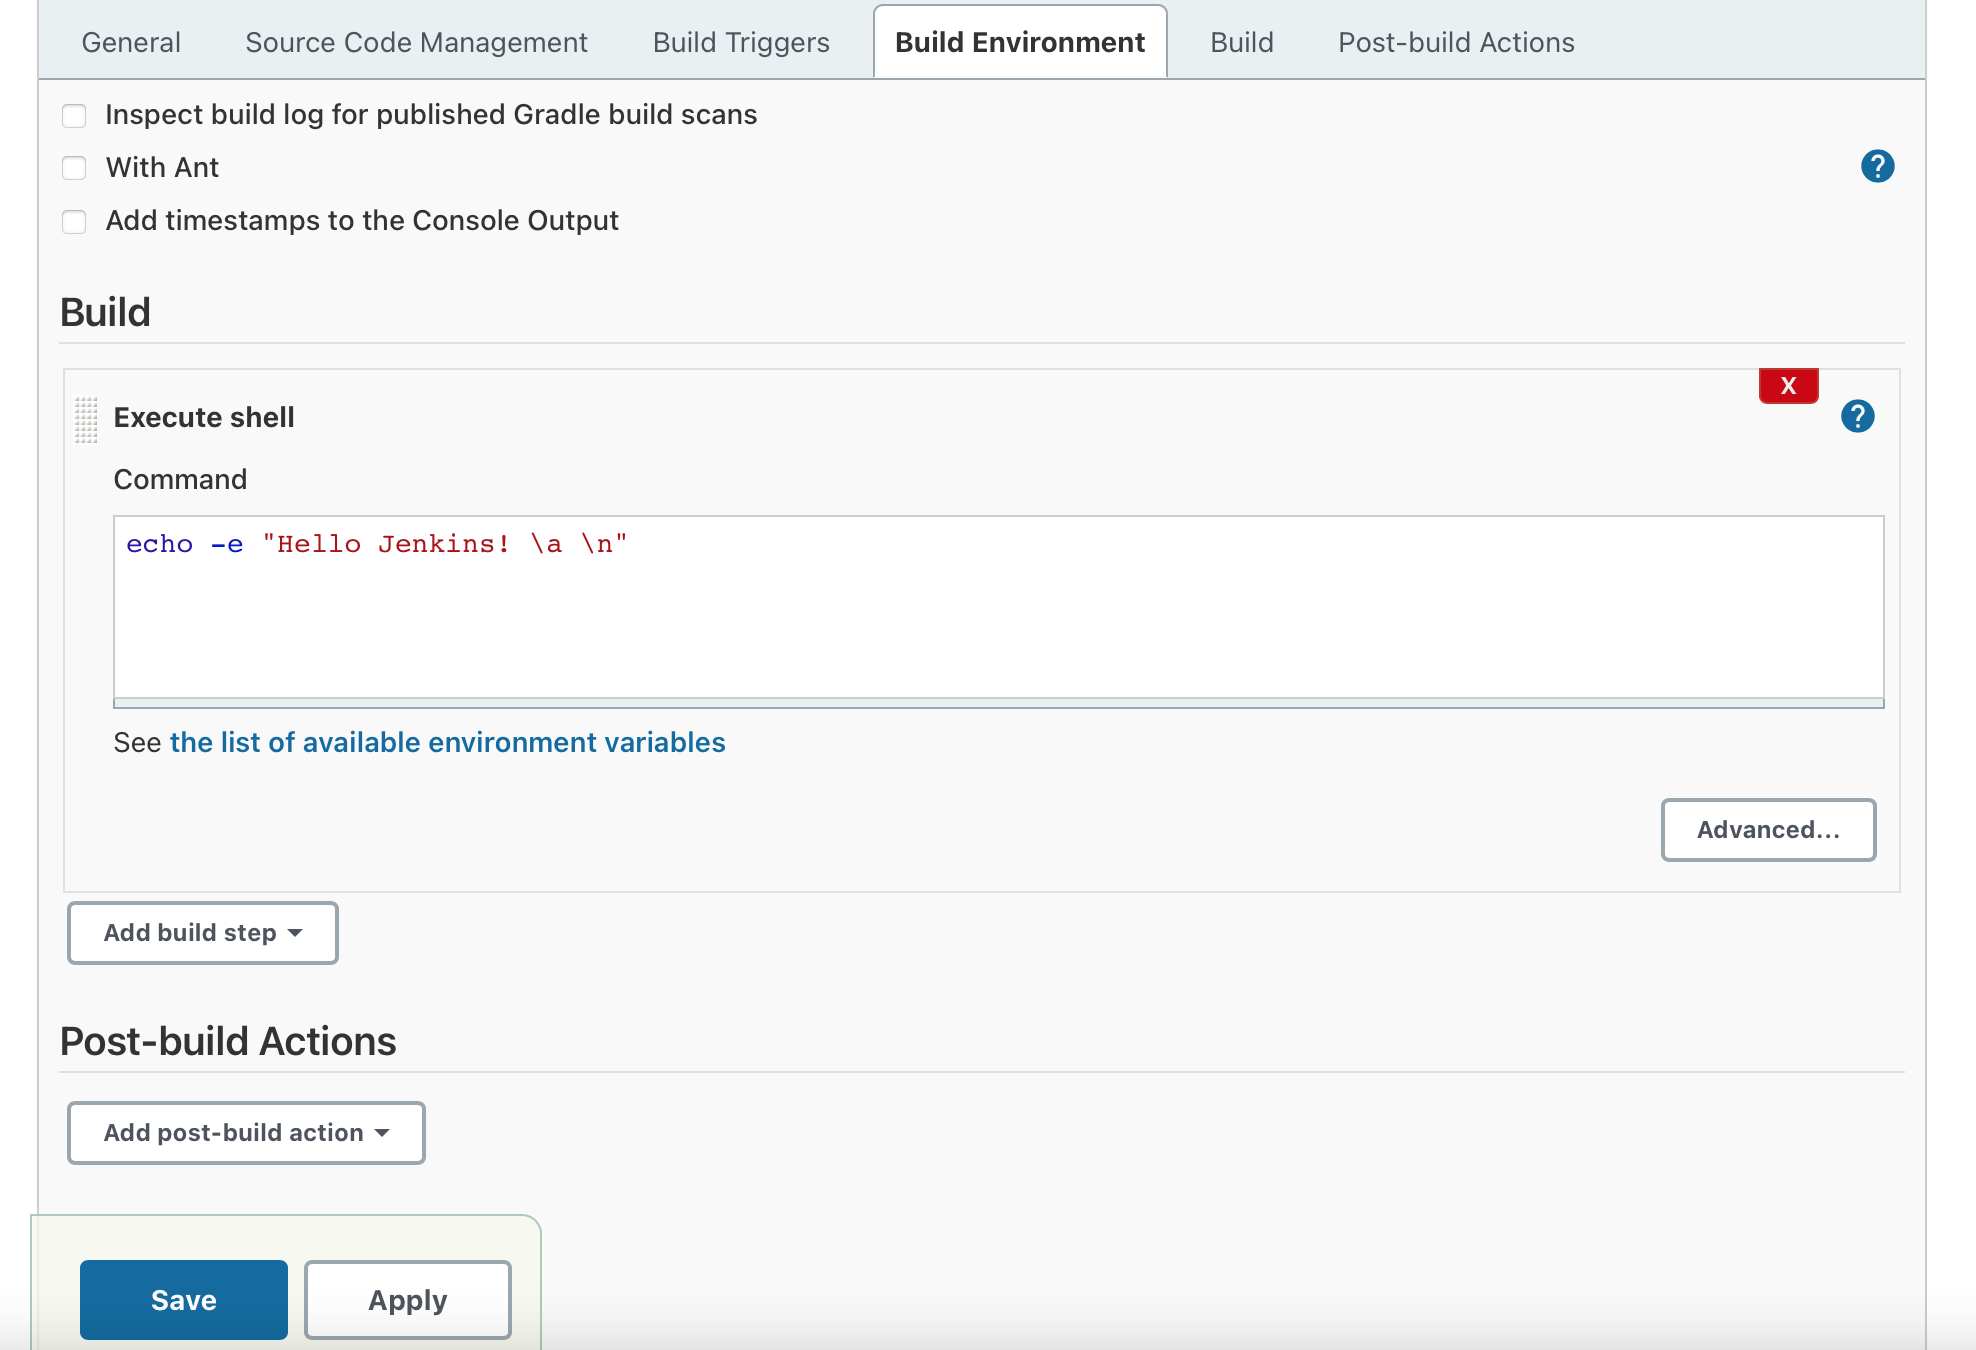 General Source Code Management Build Triggers Build Environment Build Post-build Actions
Inspect build log for published Gradle build scans
With Ant ?
Add timestamps to the Console Output
Build
X
Execute shell ?
Command
echo -e "Hello Jenkins! \a \n"
See the list of available environment variables
Advanced...
Add build step
Post-build Actions
Add post-build action
Save Apply